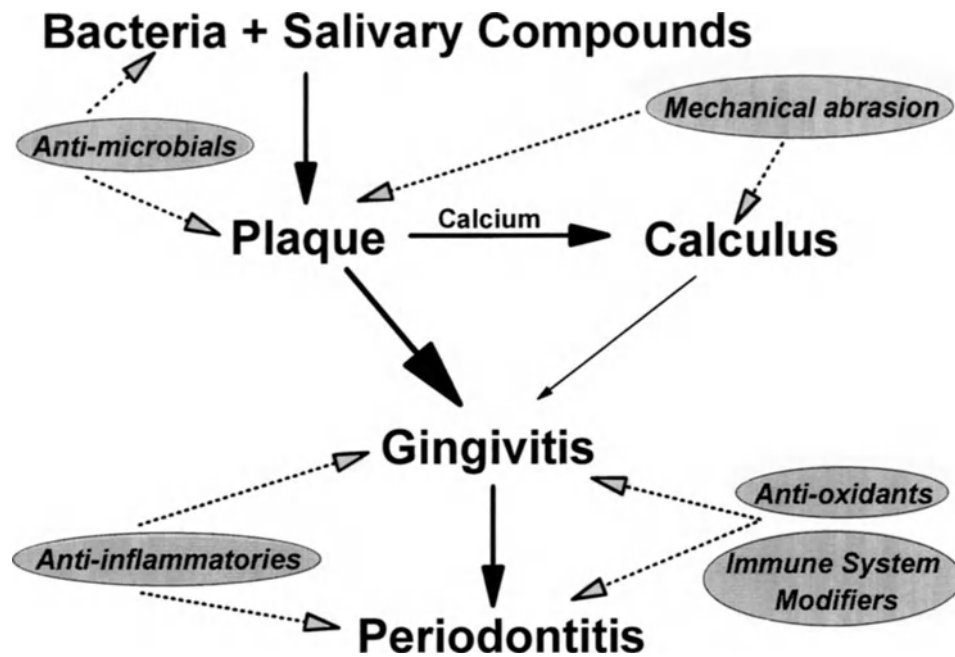 Bacteria + Salivary Compounds
Mechanical abrasion
Anti-microbials
Calcium
Plaque
Calculus
Gingivitis
Anti-oxidants
Anti-inflammatories
Immune System
Modifiers
Periodontitis